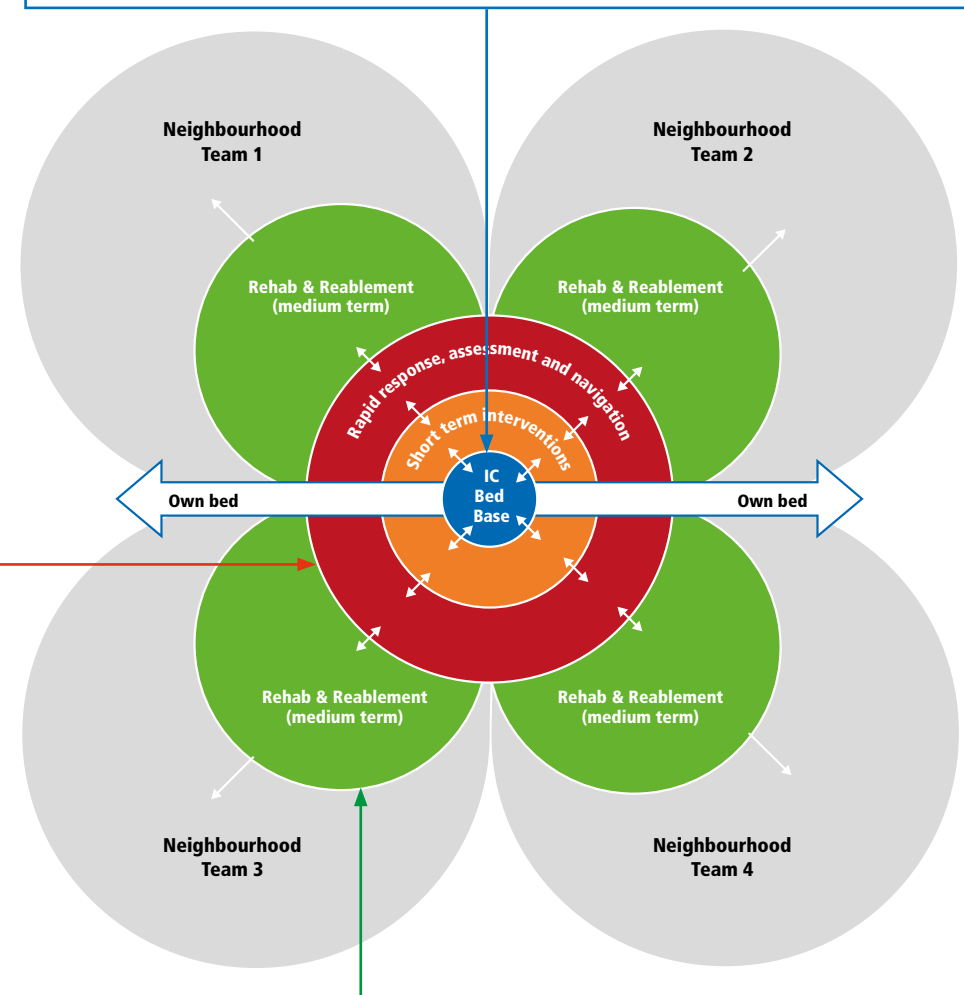 Neighbourhood
Team 1
Neighbourhood
Team 2
Rehab & Reablement
(medium term)
Rehab & Reablement
(medium term)
Rapid response, assessment and navigation
Short term interventions
IC
Bed
Base
Own bed
Own bed
Rehab & Reablement
(medium term)
Rehab & Reablement
(medium term)
Neighbourhood
Team 3
Neighbourhood
Team 4